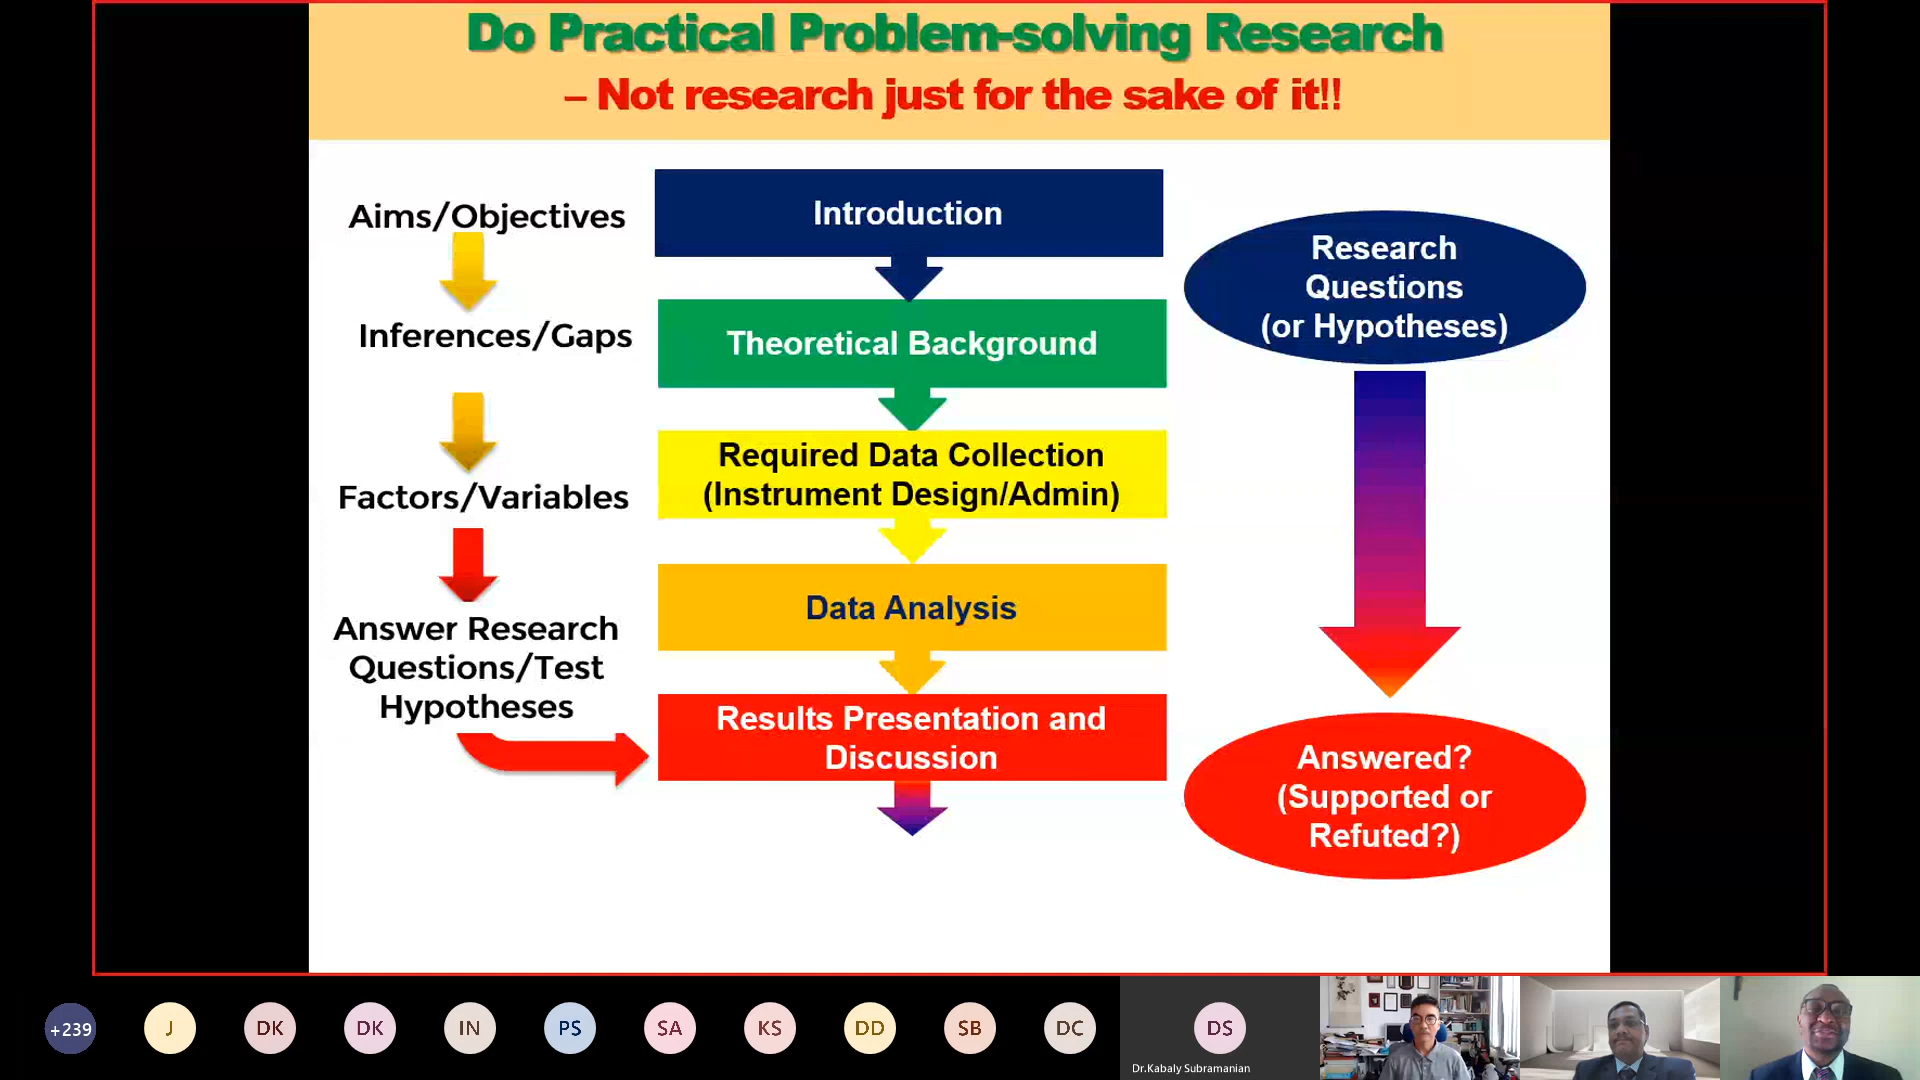 Do Practical Problem-solving Research
– Not research just for the sake of it!!
Aims/Objectives
Inferences/Gaps
Factors/Variables
Answer Research
Questions/Test
Hypotheses
Introduction
Theoretical Background
Required Data Collection
(Instrument Design/Admin)
Data Analysis
Results Presentation and
Discussion
Research
Questions
(or Hypotheses)
Answered?
(Supported or
Refuted?)
+239
J
DK
DK
IN
PS
SA
KS
DD
SB
DC
DS
Dr.Kabaly Subramanian